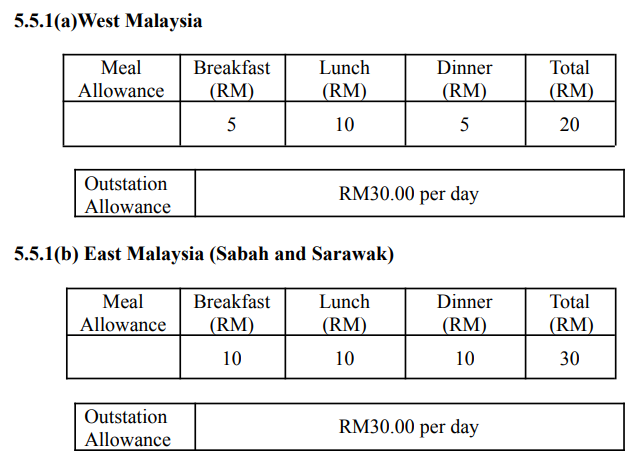 5.5.1(a)West Malaysia
Meal Allowance Breakfast (RM) Lunch (RM) Dinner (RM) Total (RM)
5 10 5 20
Outstation Allowance RM30.00 per day
5.5.1(b) East Malaysia (Sabah and Sarawak)
Meal Allowance Breakfast (RM) Lunch (RM) Dinner (RM) Total (RM)
10 10 10 30
Outstation Allowance RM30.00 per day